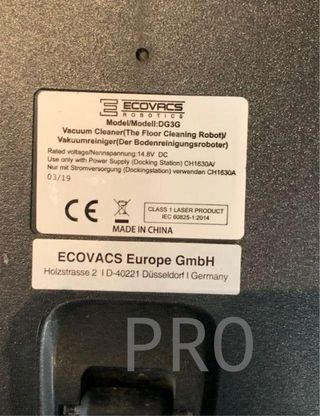 ECOVACS
ROBOTICS
Model/Modell:DG3G
Vacuum Cleaner(The Floor Cleaning Robot)/
Vakuumreiniger(Der Bodenreinigungsroboter)
Rated voltage/Nennspannung:14.8V DC
Use only with Power Supply (Docking Station) CH1630A/
Nur mit Stromversorgung (Dockingstation) verwenden CH1630A
03/19
CE
CLASS 1 LASER PRODUCT
IEC 60825-1:2014
MADE IN CHINA
ECOVACS Europe GmbH
Holzstrasse 2 I D-40221 Düsseldorf I Germany
PRO